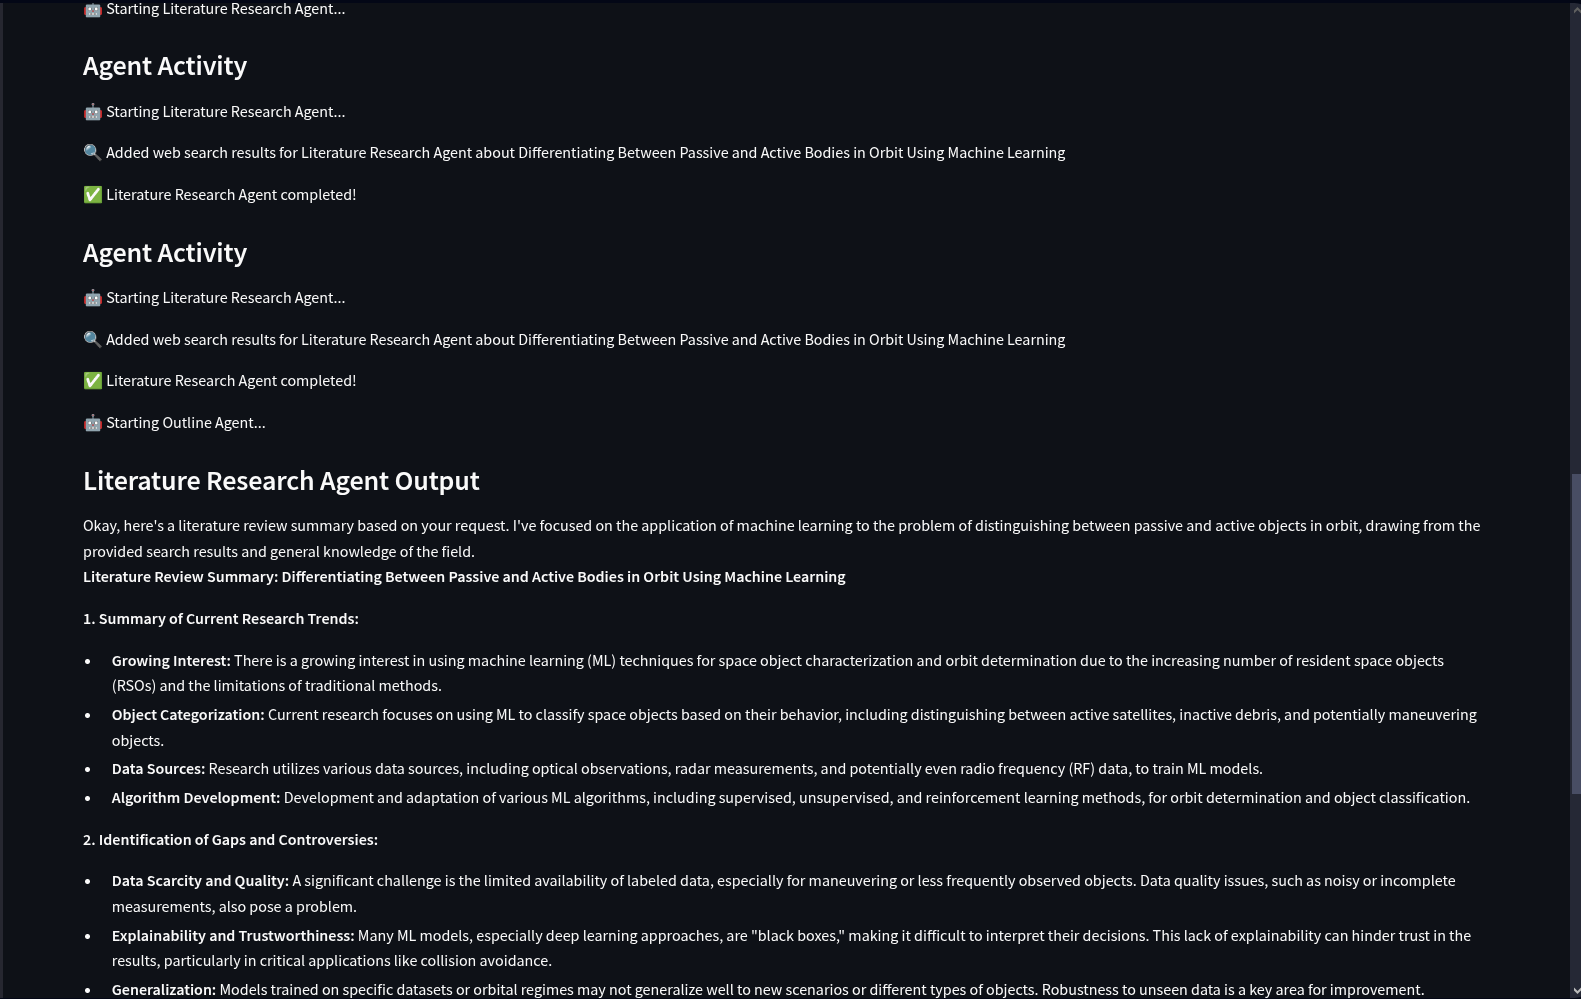 🤖 Starting Literature Research Agent...
Agent Activity
🤖 Starting Literature Research Agent...
🔍 Added web search results for Literature Research Agent about Differentiating Between Passive and Active Bodies in Orbit Using Machine Learning
✅ Literature Research Agent completed!
Agent Activity
🤖 Starting Literature Research Agent...
🔍 Added web search results for Literature Research Agent about Differentiating Between Passive and Active Bodies in Orbit Using Machine Learning
✅ Literature Research Agent completed!
🤖 Starting Outline Agent...
Literature Research Agent Output
Okay, here's a literature review summary based on your request. I've focused on the application of machine learning to the problem of distinguishing between passive and active objects in orbit, drawing from the
provided search results and general knowledge of the field.
Literature Review Summary: Differentiating Between Passive and Active Bodies in Orbit Using Machine Learning
1. Summary of Current Research Trends:
• Growing Interest: There is a growing interest in using machine learning (ML) techniques for space object characterization and orbit determination due to the increasing number of resident space objects
(RSOs) and the limitations of traditional methods.
• Object Categorization: Current research focuses on using ML to classify space objects based on their behavior, including distinguishing between active satellites, inactive debris, and potentially maneuvering
objects.
• Data Sources: Research utilizes various data sources, including optical observations, radar measurements, and potentially even radio frequency (RF) data, to train ML models.
• Algorithm Development: Development and adaptation of various ML algorithms, including supervised, unsupervised, and reinforcement learning methods, for orbit determination and object classification.
2. Identification of Gaps and Controversies:
• Data Scarcity and Quality: A significant challenge is the limited availability of labeled data, especially for maneuvering or less frequently observed objects. Data quality issues, such as noisy or incomplete
measurements, also pose a problem.
• Explainability and Trustworthiness: Many ML models, especially deep learning approaches, are "black boxes," making it difficult to interpret their decisions. This lack of explainability can hinder trust in the
results, particularly in critical applications like collision avoidance.
• Generalization: Models trained on specific datasets or orbital regimes may not generalize well to new scenarios or different types of objects. Robustness to unseen data is a key area for improvement.